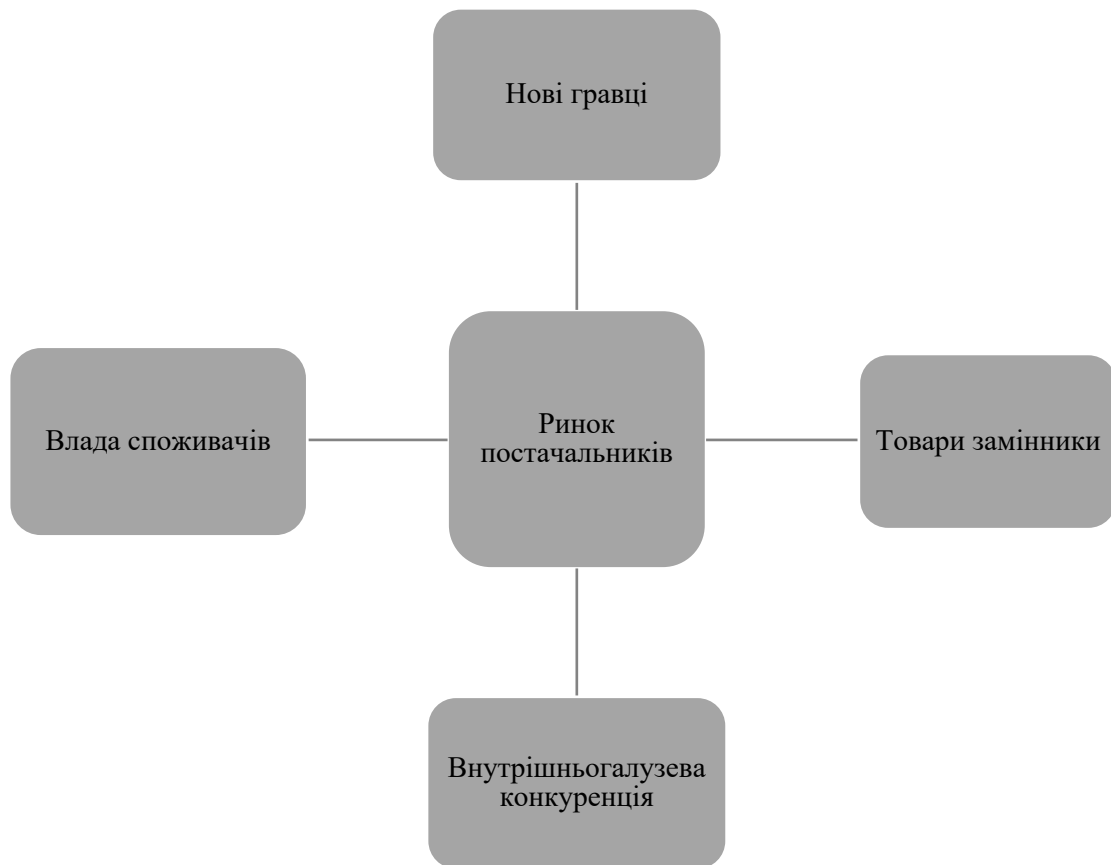 Нові гравці
Влада споживачів
Ринок
постачальників
Товари замінники
Внутрішньогалузева
конкуренція